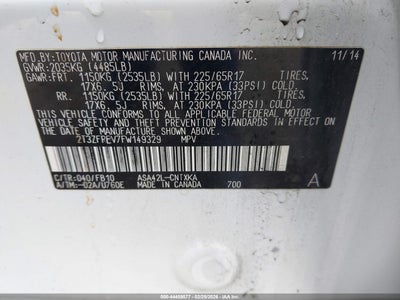 MFD.BY:TOYOTA MOTOR MANUFACTURING CANADA INC. 11/14
GVWR:2035KG (4485LB)
GAWR:FRT. 1150KG (2535LB) WITH 225/65R17 TIRES,
17X6. 5J RIMS, AT 230KPA (33PSI) COLD.
RR. 1150KG (2535LB) WITH 225/65R17 TIRES,
17X6. 5J RIMS, AT 230KPA (33PSI) COLD.
THIS VEHICLE CONFORMS TO ALL APPLICABLE FEDERAL MOTOR
VEHICLE SAFETY AND THEFT PREVENTION STANDARDS IN
EFFECT ON THE DATE OF MANUFACTURE SHOWN ABOVE.
2T3ZFREV7FW149329 MPV
C/TR:040/FB10 ASA42L-CNTXKA
A/TM:-02A/U760E CANADA 700 A